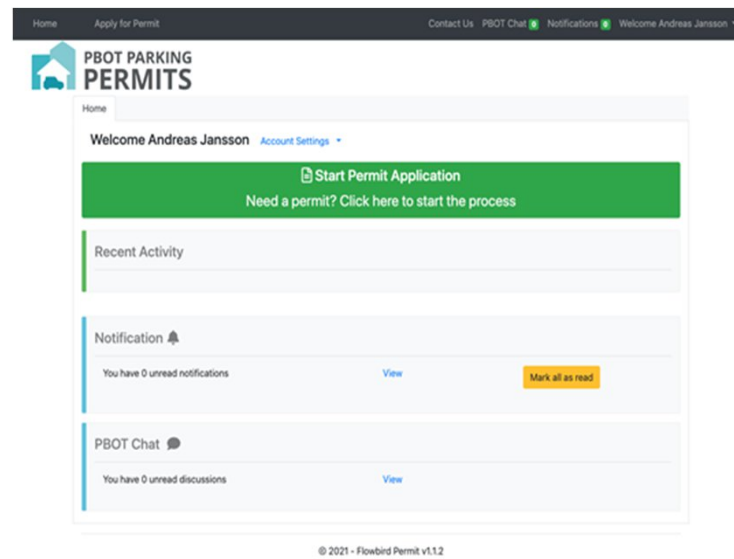 Home Apply for Permit Contact Us PBOT Chat 0 Notifications 0 Welcome Andreas Jansson
PBOT PARKING
PERMITS
Home
Welcome Andreas Jansson Account Settings
Start Permit Application
Need a permit? Click here to start the process
Recent Activity
Notification
You have 0 unread notifications View Mark all as read
PBOT Chat
You have 0 unread discussions View
© 2021 - Flowbird Permit v1.1.2